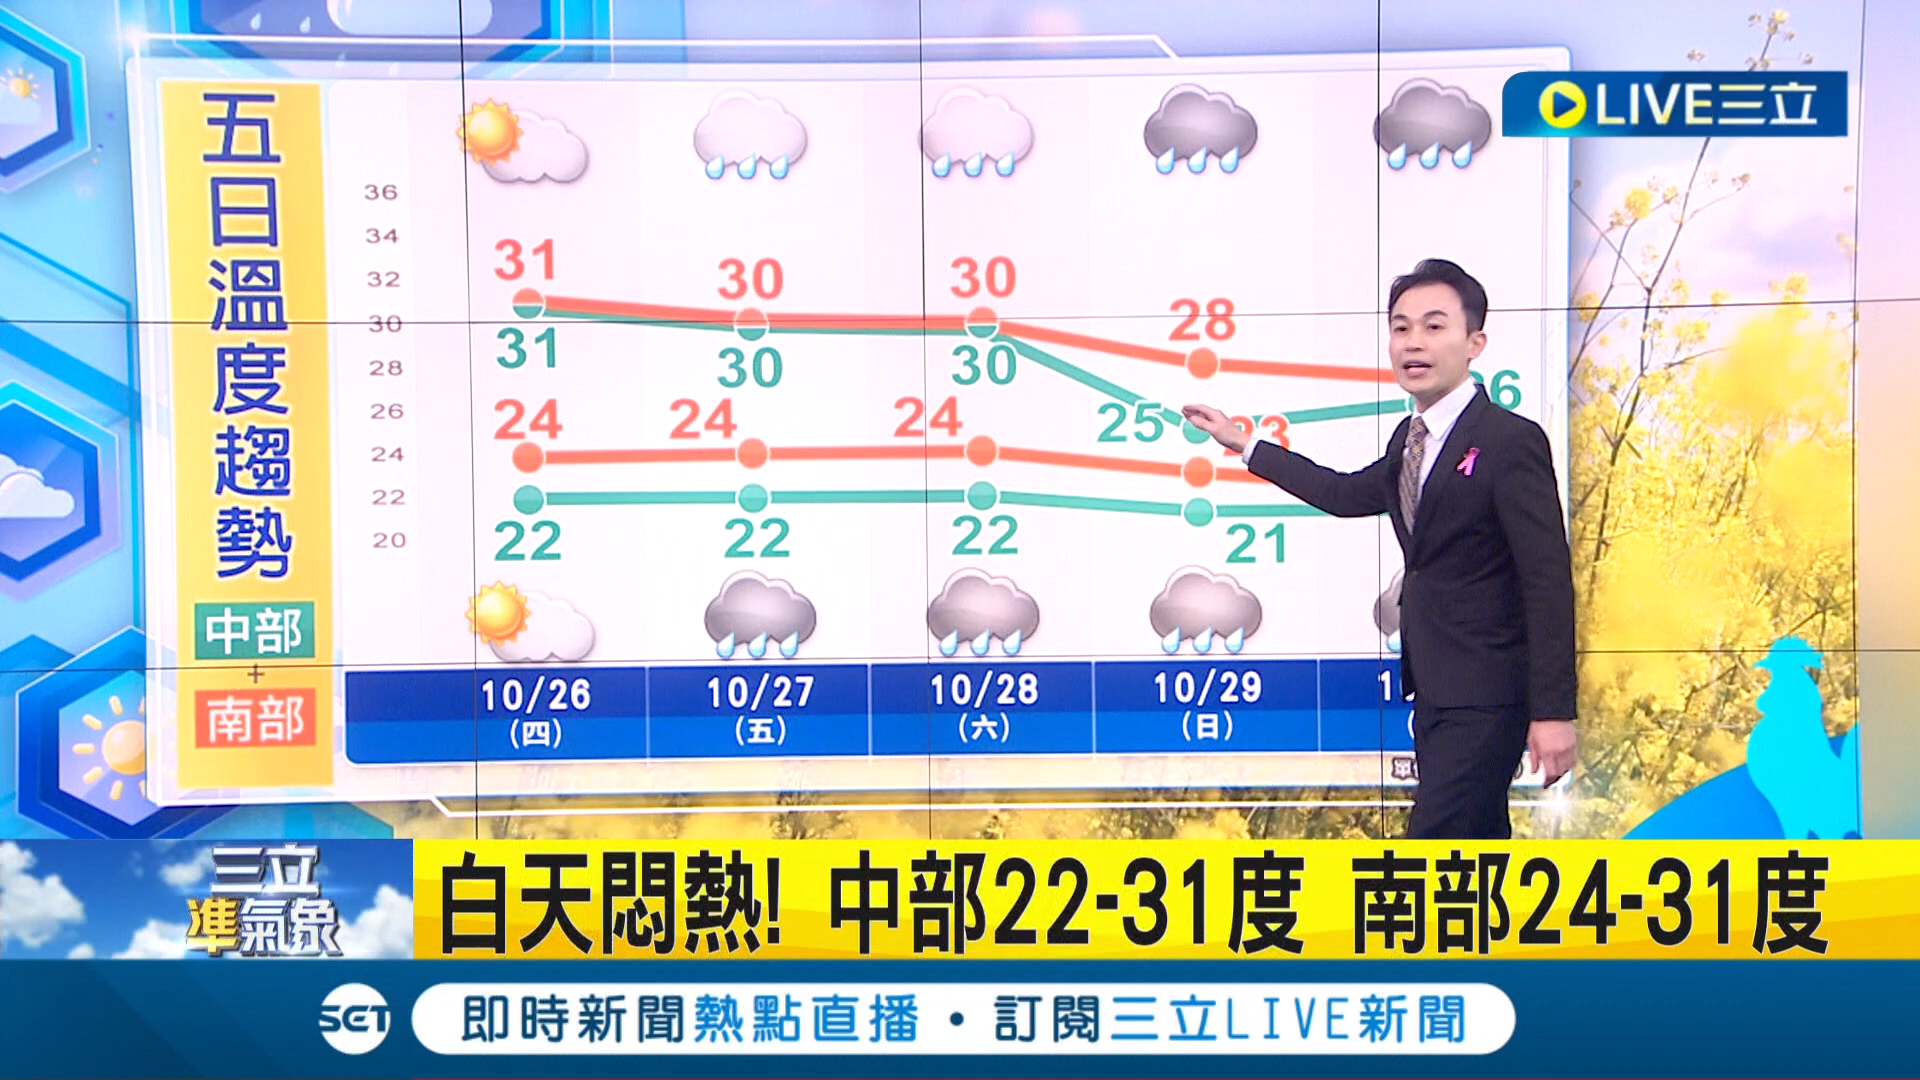 LIVE三立
五日溫度趨勢
中部
+
南部
36
34
32
30
28
26
24
22
20
31 30 30 28
31 30 30 25
24 24 24 23
22 22 22 21
10/26 10/27 10/28 10/29
(四) (五) (六) (日)
三立
準氣象
白天悶熱! 中部22-31度 南部24-31度
SET 即時新聞熱點直播・訂閱三立LIVE新聞